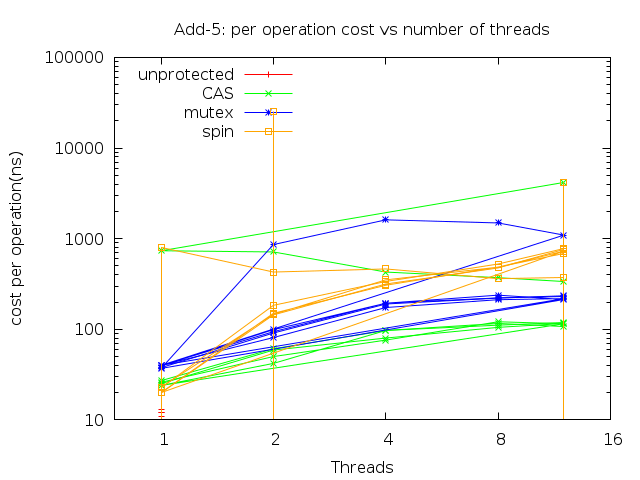 Add-5: per operation cost vs number of threads
100000
10000
1000
100
10
cost per operation(ns)
unprotected
CAS
mutex
spin
1 2 4 8 16
Threads